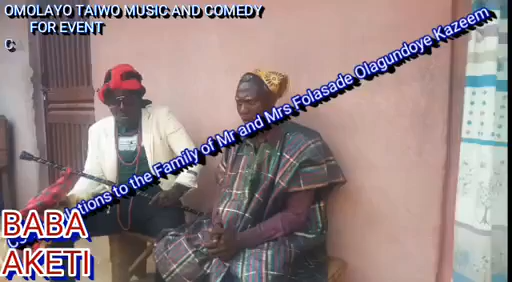 OMOLAYO TAIWO MUSIC AND COMEDY
FOR EVENT
C
tions to the Family of Mr and Mrs Folasade Olagundoye Kazeem
BABA
AKETI